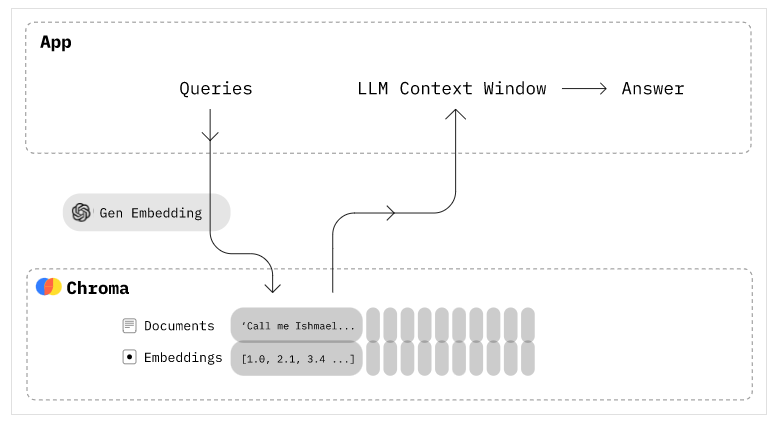 App
Queries
LLM Context Window
Answer
Gen Embedding
Chroma
Documents
‘Call me Ishmael...
Embeddings
[1.0, 2.1, 3.4 ...]